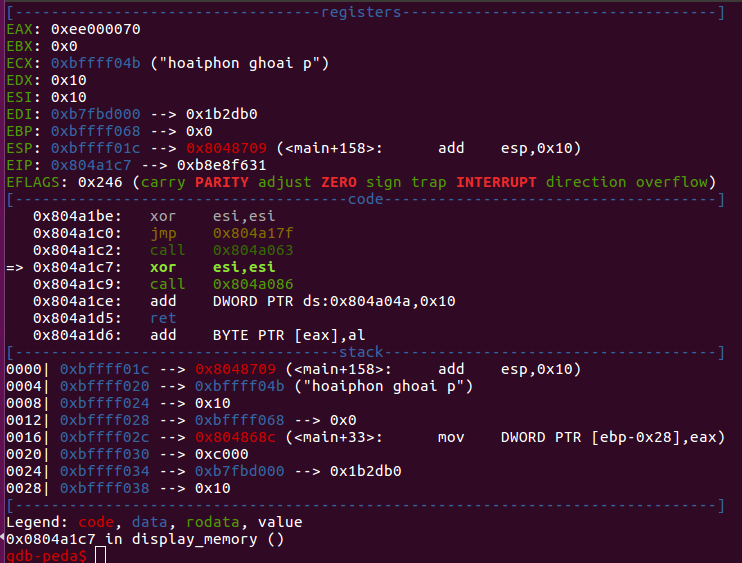 [-----------------------------------registers-----------------------------------]
EAX: 0xee000070
EBX: 0x0
ECX: 0xbffff04b ("hoaiphon ghoai p")
EDX: 0x10
ESI: 0x10
EDI: 0xb7fbd000 --> 0x1b2db0
EBP: 0xbffff068 --> 0x0
ESP: 0xbffff01c --> 0x8048709 (<main+158>: add esp,0x10)
EIP: 0x804a1c7 --> 0xb8e8f631
EFLAGS: 0x246 (carry PARITY adjust ZERO sign trap INTERRUPT direction overflow)
[-------------------------------------code-------------------------------------]
0x804a1be: xor esi,esi
0x804a1c0: jmp 0x804a17f
0x804a1c2: call 0x804a063
=> 0x804a1c7: xor esi,esi
0x804a1c9: call 0x804a086
0x804a1ce: add DWORD PTR ds:0x804a04a,0x10
0x804a1d5: ret
0x804a1d6: add BYTE PTR [eax],al
[------------------------------------stack-------------------------------------]
0000| 0xbffff01c --> 0x8048709 (<main+158>: add esp,0x10)
0004| 0xbffff020 --> 0xbffff04b ("hoaiphon ghoai p")
0008| 0xbffff024 --> 0x10
0012| 0xbffff028 --> 0xbffff068 --> 0x0
0016| 0xbffff02c --> 0x804868c (<main+33>: mov DWORD PTR [ebp-0x28],eax)
0020| 0xbffff030 --> 0xc000
0024| 0xbffff034 --> 0xb7fbd000 --> 0x1b2db0
0028| 0xbffff038 --> 0x10
[------------------------------------------------------------------------------]
Legend: code, data, rodata, value
0x0804a1c7 in display_memory ()
gdb-peda$